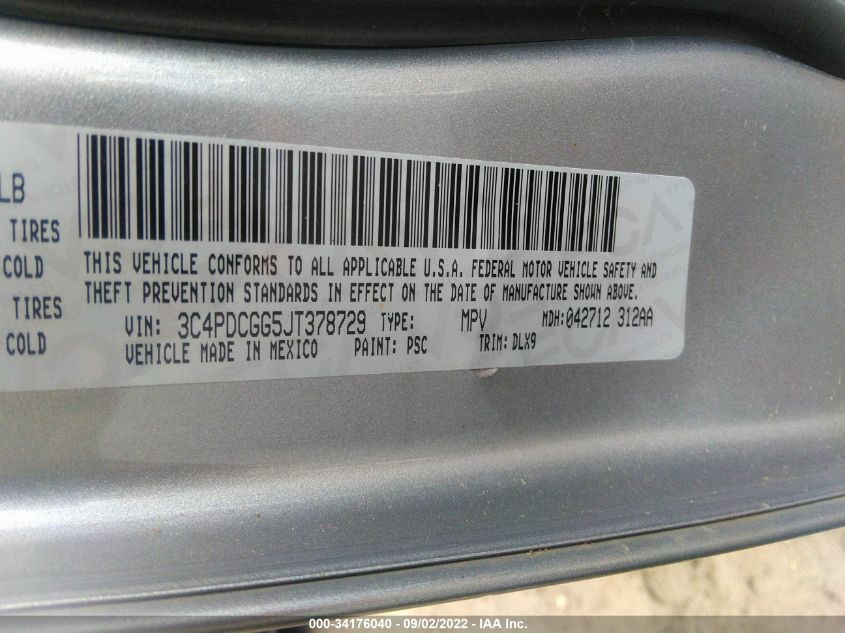 LB
TIRES
COLD
TIRES
COLD
THIS VEHICLE CONFORMS TO ALL APPLICABLE U.S.A. FEDERAL MOTOR VEHICLE SAFETY AND
THEFT PREVENTION STANDARDS IN EFFECT ON THE DATE OF MANUFACTURE SHOWN ABOVE.
VIN: 3C4PDCGG5JT378729 TYPE: MPV MDH:042712 312AA
VEHICLE MADE IN MEXICO PAINT: PSC TRIM: DLX9
000-34176040 - 09/02/2022 - IAA Inc.